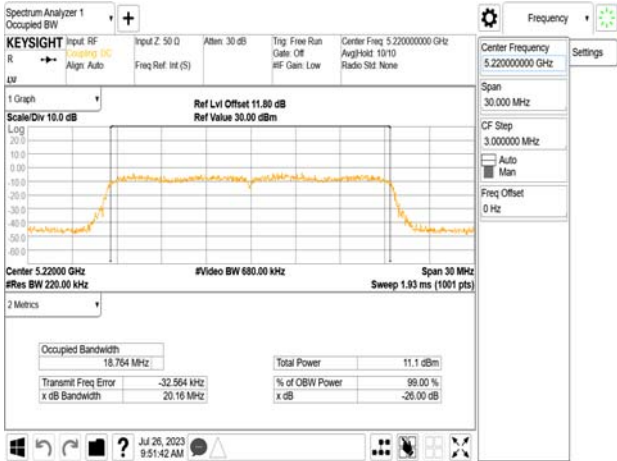 Spectrum Analyzer 1
Occupied BW
+
Frequency
KEYSIGHT Input: RF Input Z: 50 Ω Atten: 30 dB Trig: Free Run Center Freq: 5.220000000 GHz
R Coupling: DC Gate: Off Avg|Hold: 10/10
Align: Auto Freq Ref: Int (S) #IF Gain: Low Radio Std: None
LM
Center Frequency
5.220000000 GHz
Settings
Span
30.000 MHz
CF Step
3.000000 MHz
Auto
Man
Freq Offset
0 Hz
1 Graph
Ref Lvl Offset 11.80 dB
Scale/Div 10.0 dB Ref Value 30.00 dBm
Log
20.0
10.0
0.00
-10.0
-20.0
-30.0
-40.0
-50.0
-60.0
Center 5.22000 GHz #Video BW 680.00 kHz Span 30 MHz
#Res BW 220.00 kHz Sweep 1.93 ms (1001 pts)
2 Metrics
Occupied Bandwidth
18.764 MHz Total Power 11.1 dBm
Transmit Freq Error -32.564 kHz % of OBW Power 99.00 %
x dB Bandwidth 20.16 MHz x dB -26.00 dB
? Jul 26, 2023
9:51:42 AM